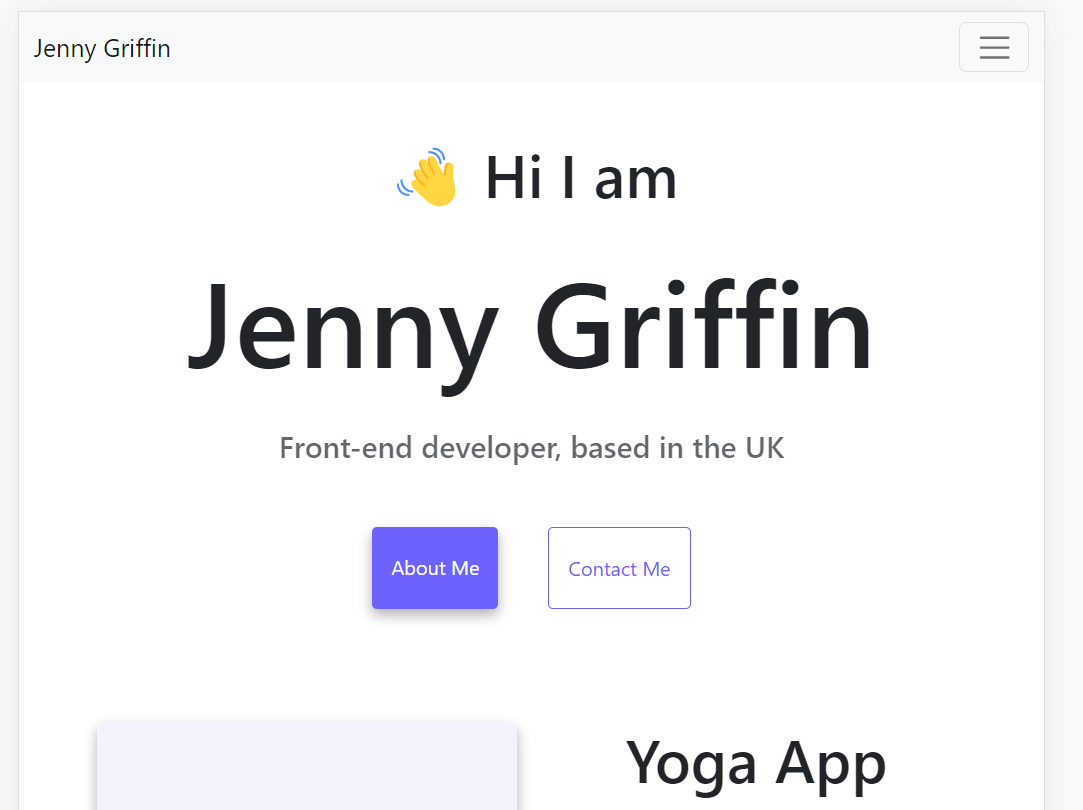 Jenny Griffin
Hi I am
Jenny Griffin
Front-end developer, based in the UK
About Me
Contact Me
Yoga App